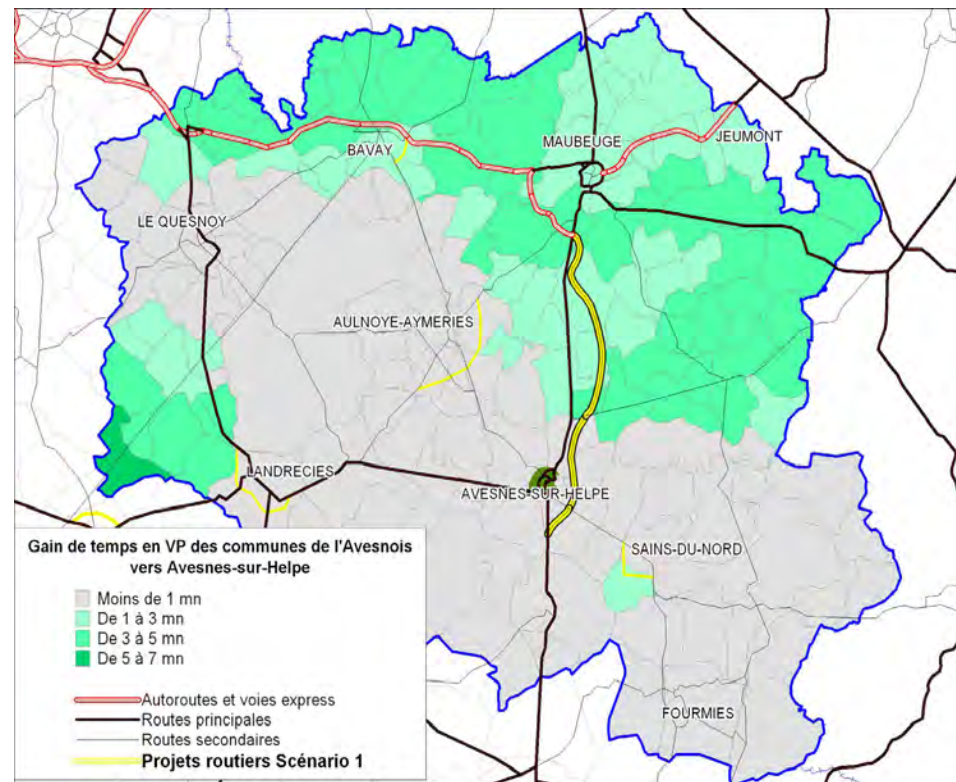 MAUBEUGE
JEUMONT
BAVAY
LE QUESNOY
AULNOYE-AYMERIES
LANDRECIES
AVESNES-SUR-HELPE
SAINS-DU-NORD
FOURMIES
Gain de temps en VP des communes de l'Avesnois
vers Avesnes-sur-Helpe
Moins de 1 mn
De 1 à 3 mn
De 3 à 5 mn
De 5 à 7 mn
Autoroutes et voies express
Routes principales
Routes secondaires
Projets routiers Scénario 1